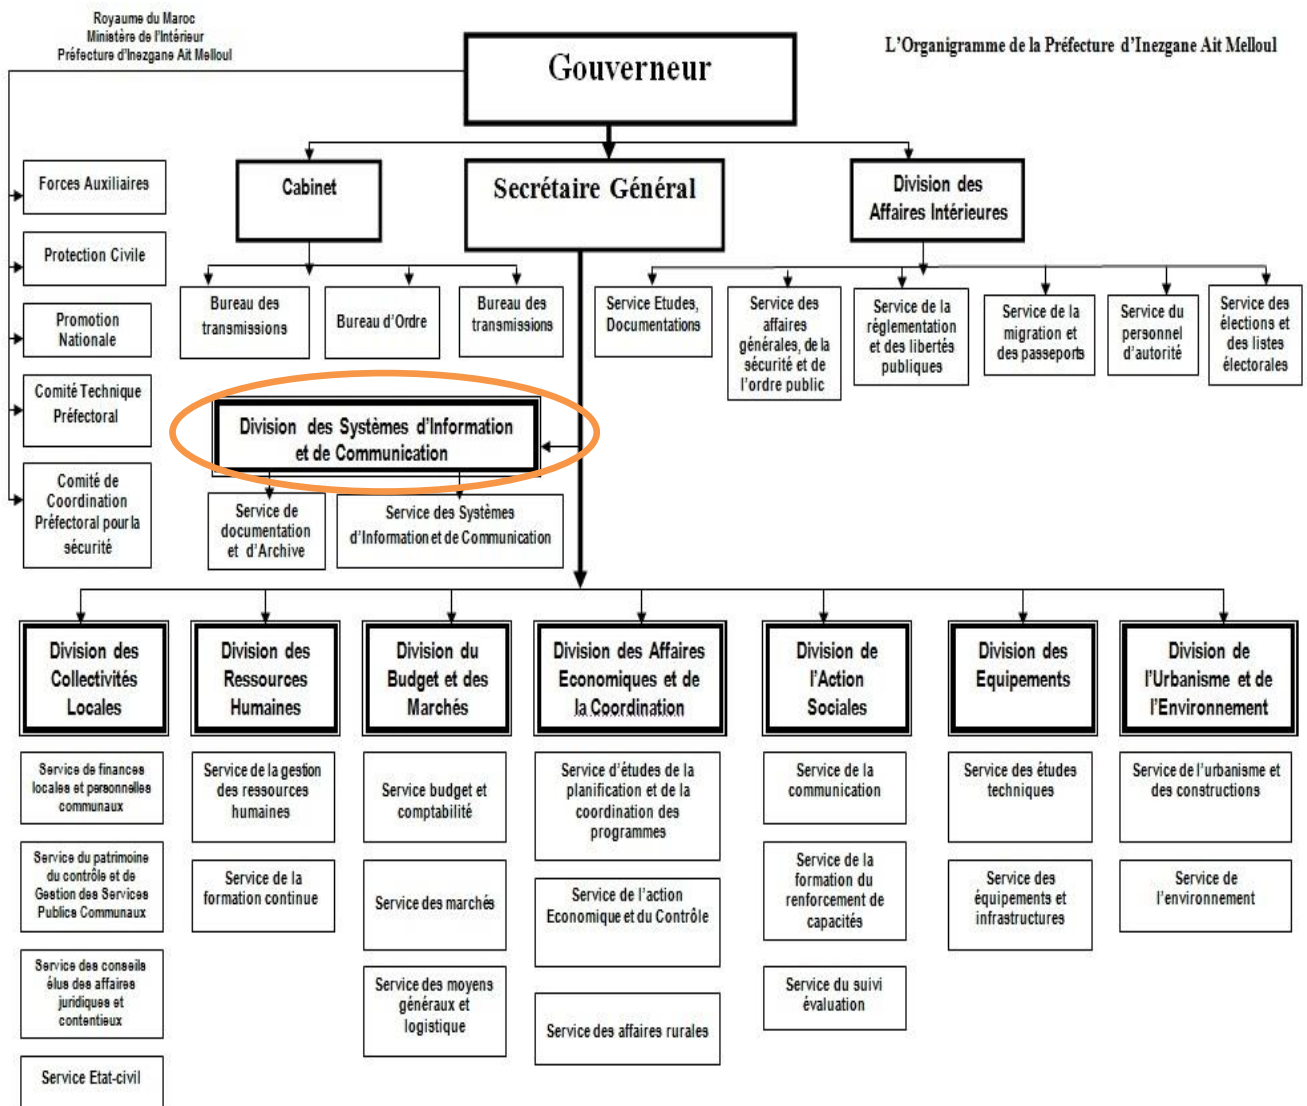 Royaume du Maroc
Ministère de l'Intérieur
Préfecture d'Inezgane Ait Melloul
L'Organigramme de la Préfecture d'Inezgane Ait Melloul
Gouverneur
Cabinet
Secrétaire Général
Division des
Affaires Intérieures
Forces Auxiliaires
Protection Civile
Promotion
Nationale
Comité Technique
Préfectoral
Comité de
Coordination
Préfectoral pour la
sécurité
Bureau des
transmissions
Bureau d'Ordre
Bureau des
transmissions
Service Etudes,
Documentations
Service des
affaires
générales, de la
sécurité et de
l'ordre public
Service de la
règlementation
et des libertés
publiques
Service de la
migration et
des passeports
Service du
personnel
d'autorité
Service des
élections et
des listes
électorales
Division des Systèmes d'Information
et de Communication
Service de
documentation
et d'Archive
Service des Systèmes
d'Information et de Communication
Division des
Collectivités
Locales
Service de finances
locales et personnelles
communaux
Service du patrimoine
du contrôle et de
Gestion des Services
Publics Communaux
Service des conseils
élus des affaires
juridiques et
contentieux
Service Etat-civil
Division des
Ressources
Humaines
Service de la gestion
des ressources
humaines
Service de la
formation continue
Division du
Budget et des
Marchés
Service budget et
comptabilité
Service des marchés
Service des moyens
généraux et
logistique
Division des Affaires
Economiques et de
la Coordination
Service d'études de la
planification et de la
coordination des
programmes
Service de l'action
Economique et du Contrôle
Service des affaires rurales
Division de
l'Action
Sociales
Service de la
communication
Service de la
formation du
renforcement de
capacités
Service du suivi
évaluation
Division des
Equipements
Service des études
techniques
Service des
équipements et
infrastructures
Division de
l'Urbanisme et de
l'Environnement
Service de l'urbanisme et
des constructions
Service de
l'environnement